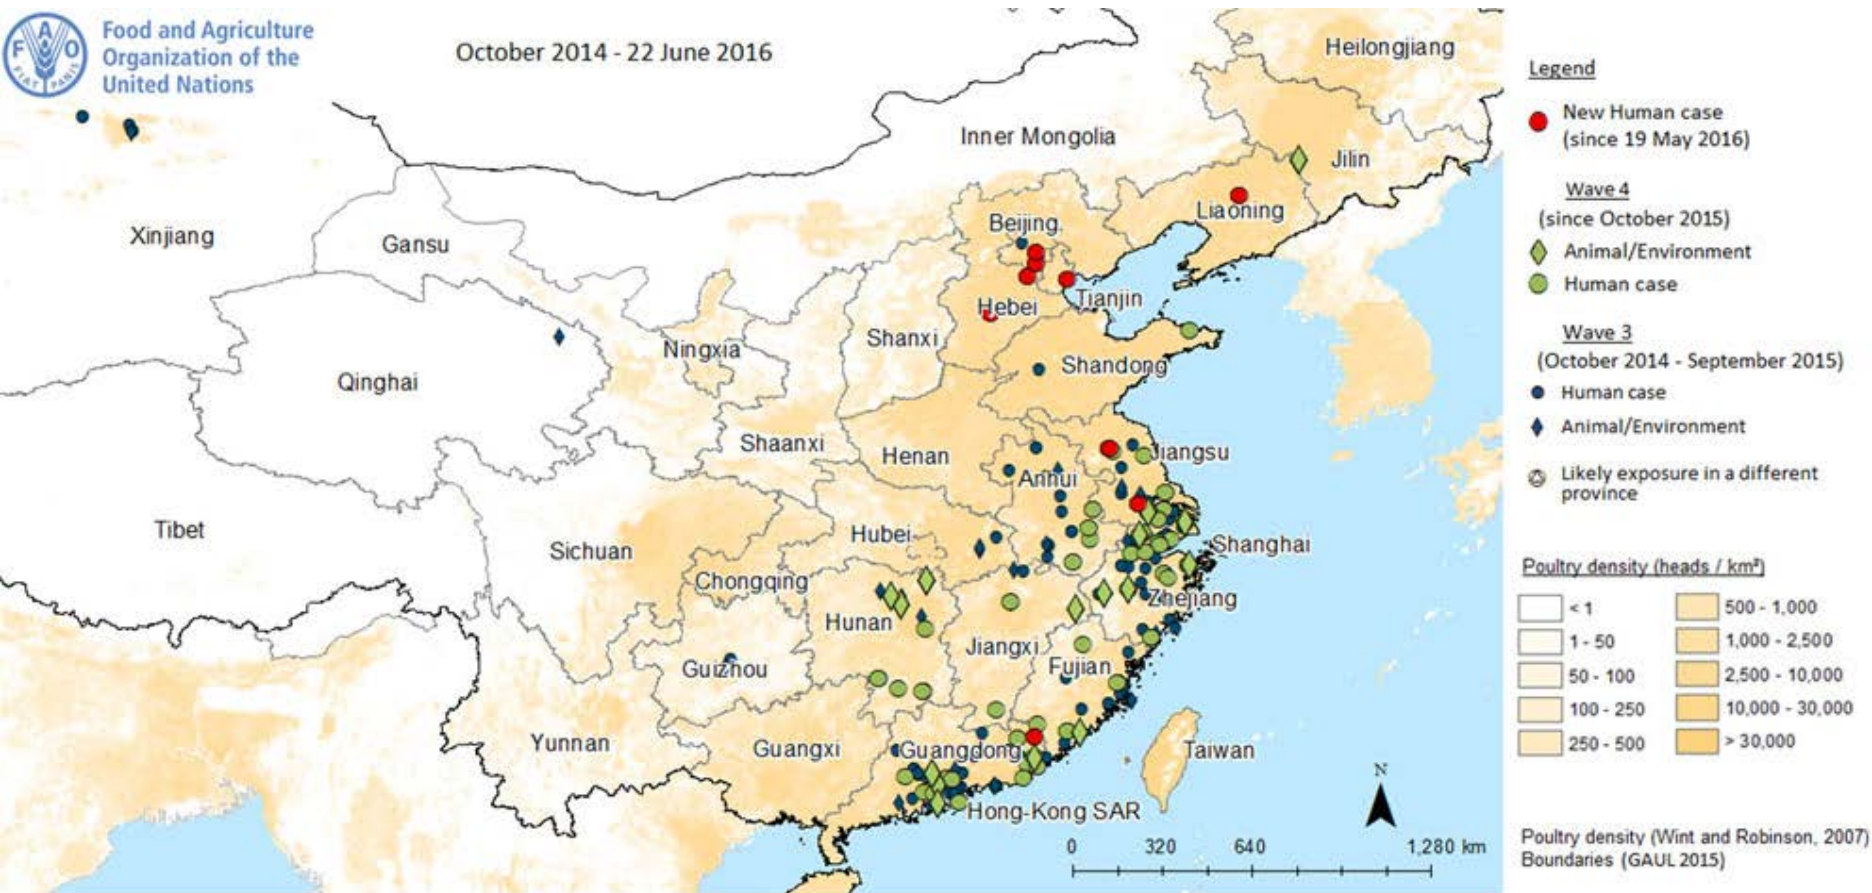 Food and Agriculture
Organization of the
United Nations
F A O
FIAT PANIS
October 2014 - 22 June 2016
Heilongjiang
Inner Mongolia
Jilin
Liaoning
Xinjiang
Gansu
Beijing
Tianjin
Hebei
Ningxia
Shanxi
Shandong
Qinghai
Shaanxi
Henan
Jiangsu
Anhui
Tibet
Sichuan
Hubei
Shanghai
Chongqing
Zhejiang
Hunan
Jiangxi
Guizhou
Fujian
Yunnan
Guangxi
Guangdong
Taiwan
Hong-Kong SAR
N
0 320 640 1,280 km
Legend
New Human case
(since 19 May 2016)
Wave 4
(since October 2015)
Animal/Environment
Human case
Wave 3
(October 2014 - September 2015)
Human case
Animal/Environment
Likely exposure in a different
province
Poultry density (heads / km²)
< 1
1 - 50
50 - 100
100 - 250
250 - 500
500 - 1,000
1,000 - 2,500
2,500 - 10,000
10,000 - 30,000
> 30,000
Poultry density (Wint and Robinson, 2007)
Boundaries (GAUL 2015)